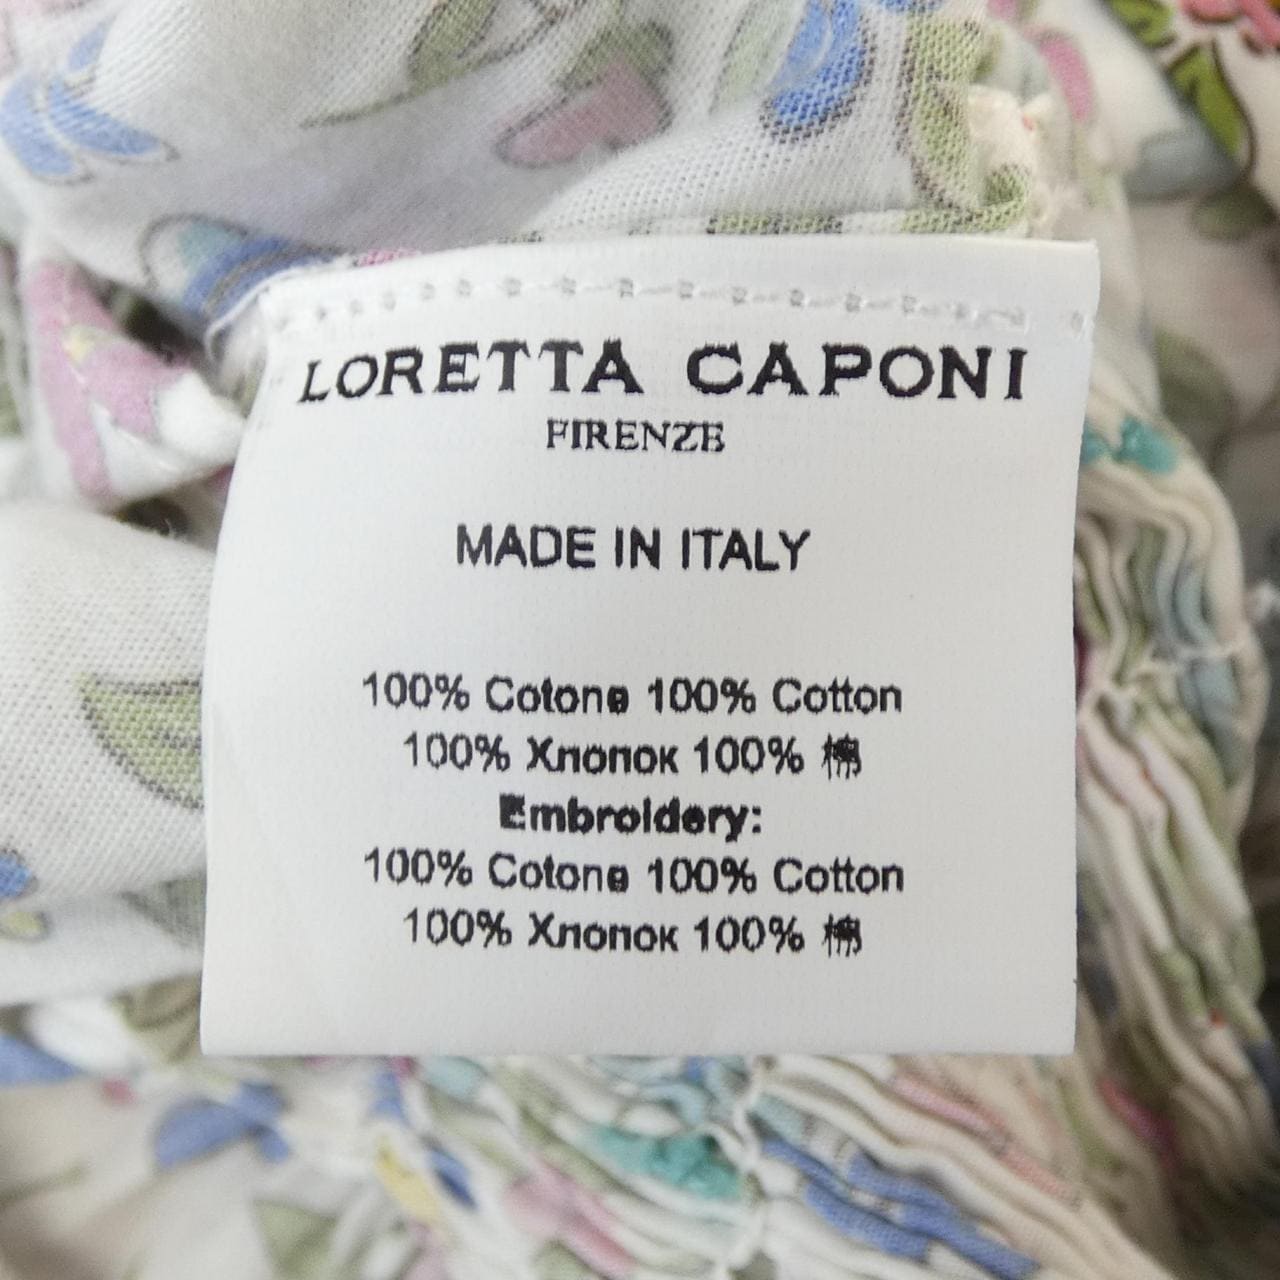 LORETTA CAPONI
FIRENZE
MADE IN ITALY
100% Cotone 100% Cotton
100% Хлопок 100% 棉
Embroidery:
100% Cotone 100% Cotton
100% Хлопок 100% 棉